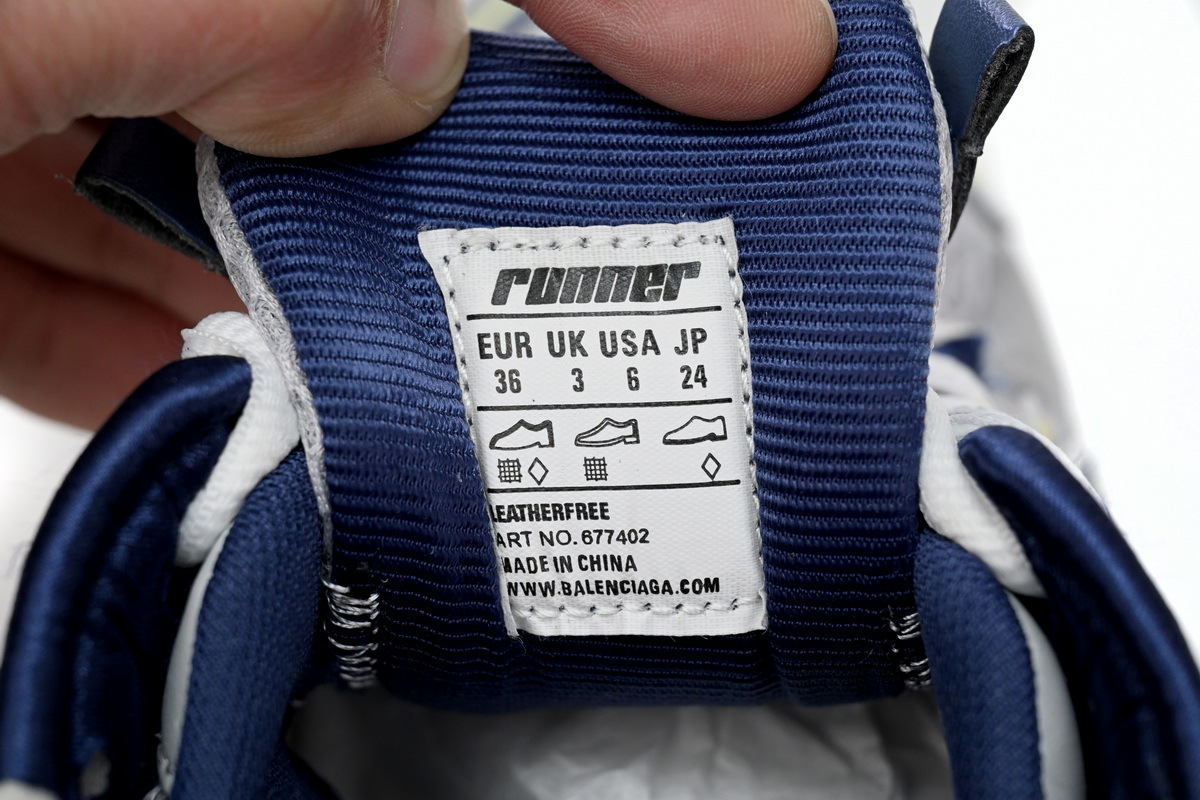 runner
EUR UK USA JP
36 3 6 24
LEATHERFREE
ART NO. 677402
MADE IN CHINA
WWW.BALENCIAGA.COM